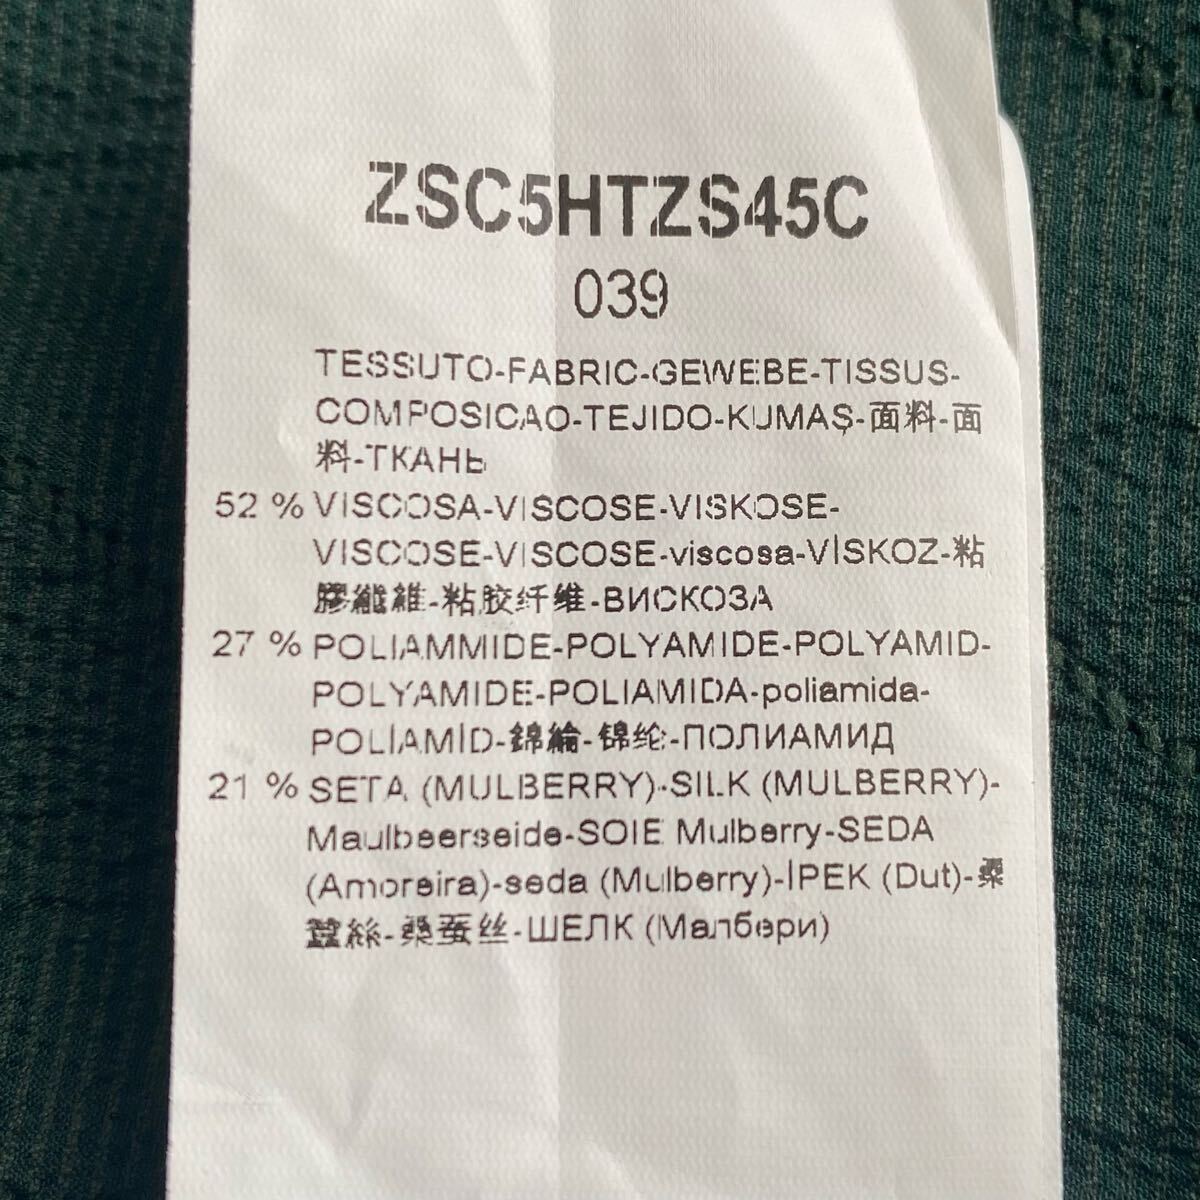 ZSC5HTZS45C
039
TESSUTO-FABRIC-GEWEBE-TISSUS-
COMPOSICAO-TEJIDO-KUMAŞ-面料-面
料-ТКАНЬ
52 % VISCOSA-VISCOSE-VISKOSE-
VISCOSE-VISCOSE-viscosa-VİSKOZ-粘
膠纖維-粘胶纤维-ВИСКОЗА
27 % POLIAMMIDE-POLYAMIDE-POLYAMID-
POLYAMIDE-POLIAMIDA-poliamida-
POLİAMİD-錦綸-锦纶-ПОЛИАМИД
21 % SETA (MULBERRY)-SILK (MULBERRY)-
Maulbeerseide-SOIE Mulberry-SEDA
(Amoreira)-seda (Mulberry)-İPEK (Dut)-桑
蠶絲-桑蚕丝-ШЕЛК (Малбери)